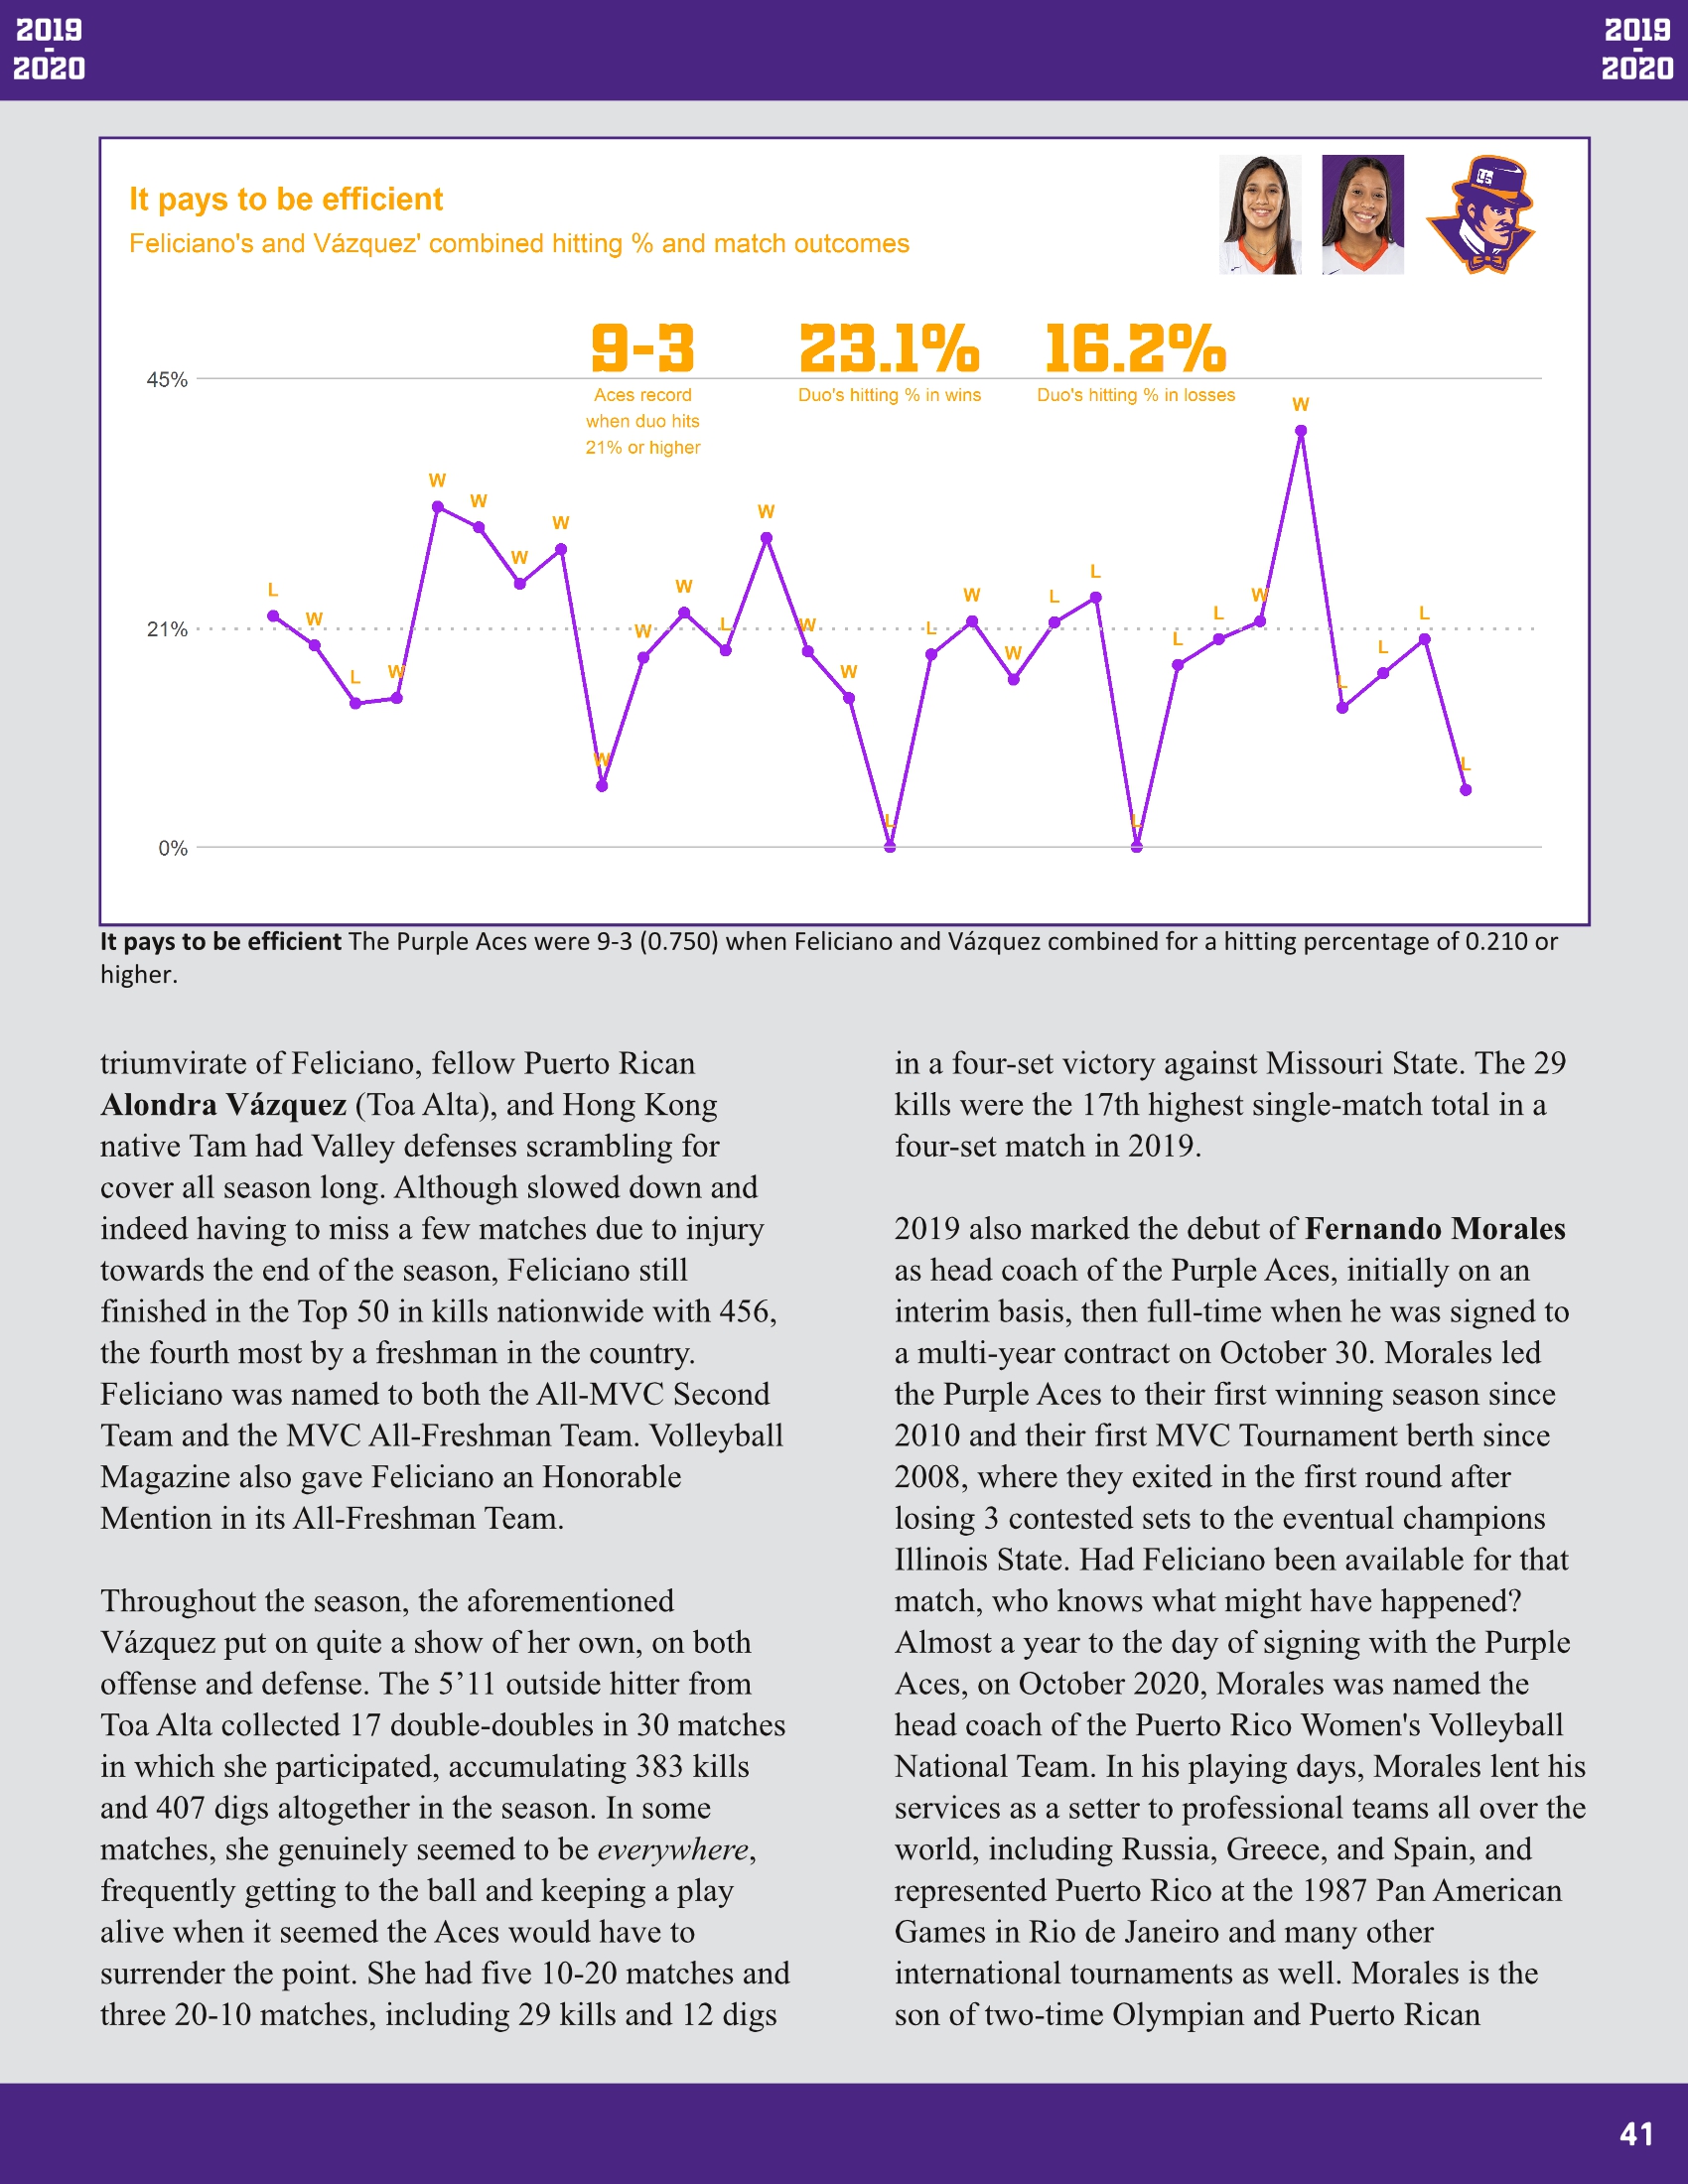 2019
-
2020
2019
-
2020
It pays to be efficient
Feliciano's and Vázquez' combined hitting % and match outcomes
9-3
Aces record
when duo hits
21% or higher
23.1%
Duo's hitting % in wins
16.2%
Duo's hitting % in losses
45%
21%
0%
L
W
L
W
W
W
W
W
W
W
W
L
W
W
W
L
L
W
W
L
L
L
L
L
W
W
L
L
L
L
It pays to be efficient The Purple Aces were 9-3 (0.750) when Feliciano and Vázquez combined for a hitting percentage of 0.210 or
higher.
triumvirate of Feliciano, fellow Puerto Rican
Alondra Vázquez (Toa Alta), and Hong Kong
native Tam had Valley defenses scrambling for
cover all season long. Although slowed down and
indeed having to miss a few matches due to injury
towards the end of the season, Feliciano still
finished in the Top 50 in kills nationwide with 456,
the fourth most by a freshman in the country.
Feliciano was named to both the All-MVC Second
Team and the MVC All-Freshman Team. Volleyball
Magazine also gave Feliciano an Honorable
Mention in its All-Freshman Team.
Throughout the season, the aforementioned
Vázquez put on quite a show of her own, on both
offense and defense. The 5’11 outside hitter from
Toa Alta collected 17 double-doubles in 30 matches
in which she participated, accumulating 383 kills
and 407 digs altogether in the season. In some
matches, she genuinely seemed to be everywhere,
frequently getting to the ball and keeping a play
alive when it seemed the Aces would have to
surrender the point. She had five 10-20 matches and
three 20-10 matches, including 29 kills and 12 digs
in a four-set victory against Missouri State. The 29
kills were the 17th highest single-match total in a
four-set match in 2019.
2019 also marked the debut of Fernando Morales
as head coach of the Purple Aces, initially on an
interim basis, then full-time when he was signed to
a multi-year contract on October 30. Morales led
the Purple Aces to their first winning season since
2010 and their first MVC Tournament berth since
2008, where they exited in the first round after
losing 3 contested sets to the eventual champions
Illinois State. Had Feliciano been available for that
match, who knows what might have happened?
Almost a year to the day of signing with the Purple
Aces, on October 2020, Morales was named the
head coach of the Puerto Rico Women's Volleyball
National Team. In his playing days, Morales lent his
services as a setter to professional teams all over the
world, including Russia, Greece, and Spain, and
represented Puerto Rico at the 1987 Pan American
Games in Rio de Janeiro and many other
international tournaments as well. Morales is the
son of two-time Olympian and Puerto Rican
41